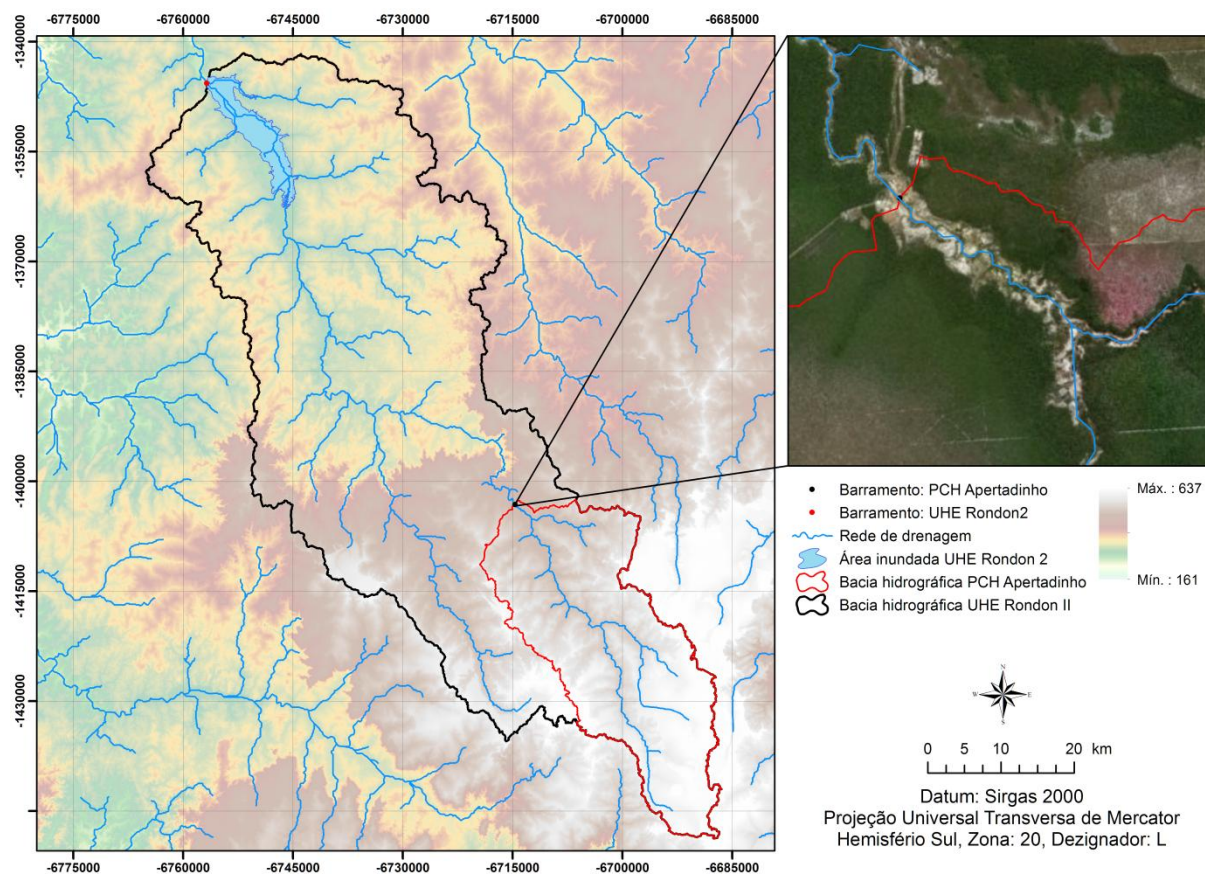 -6775000 -6760000 -6745000 -6730000 -6715000 -6700000 -6685000
-1340000
-1355000
-1370000
-1385000
-1400000
-1415000
-1430000
-6775000 -6760000 -6745000 -6730000 -6715000 -6700000 -6685000
Barramento: PCH Apertadinho
Barramento: UHE Rondon2
Rede de drenagem
Área inundada UHE Rondon 2
Bacia hidrográfica PCH Apertadinho
Bacia hidrográfica UHE Rondon II
Máx. : 637
Mín. : 161
N
W E
S
0 5 10 20 km
Datum: Sirgas 2000
Projeção Universal Transversa de Mercator
Hemisfério Sul, Zona: 20, Dezignador: L